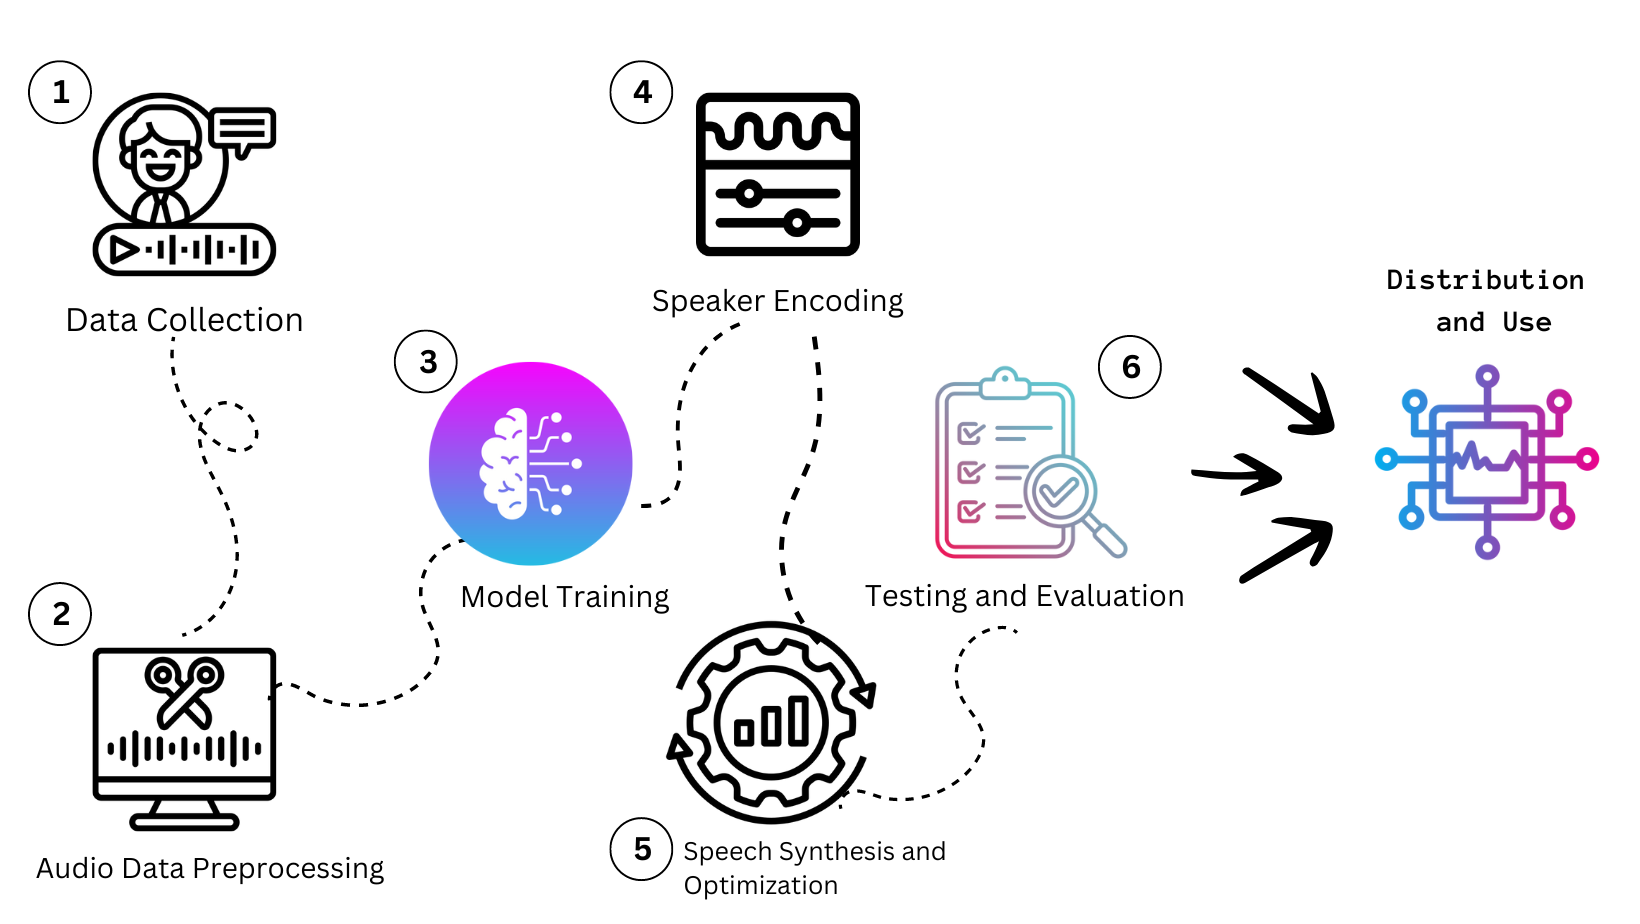 1
Data Collection
2
Audio Data Preprocessing
3
Model Training
4
Speaker Encoding
5
Speech Synthesis and
Optimization
6
Testing and Evaluation
Distribution
and Use